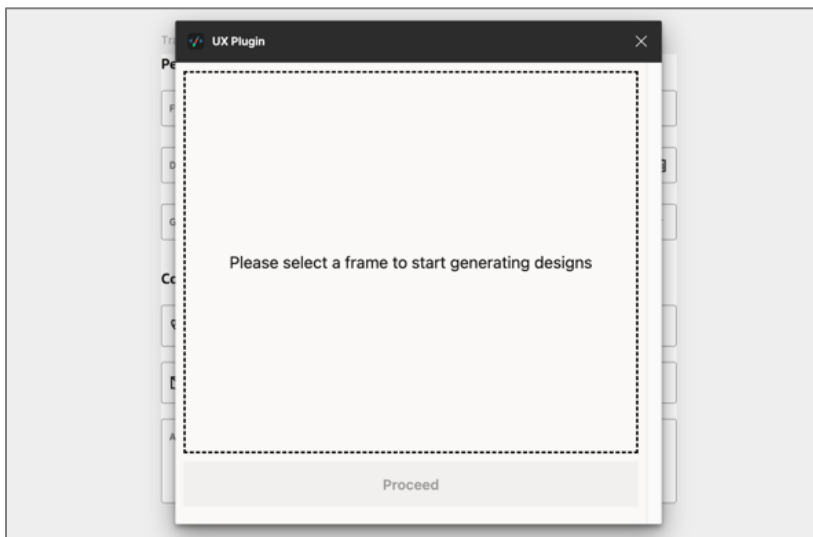 UX Plugin
Please select a frame to start generating designs
Proceed